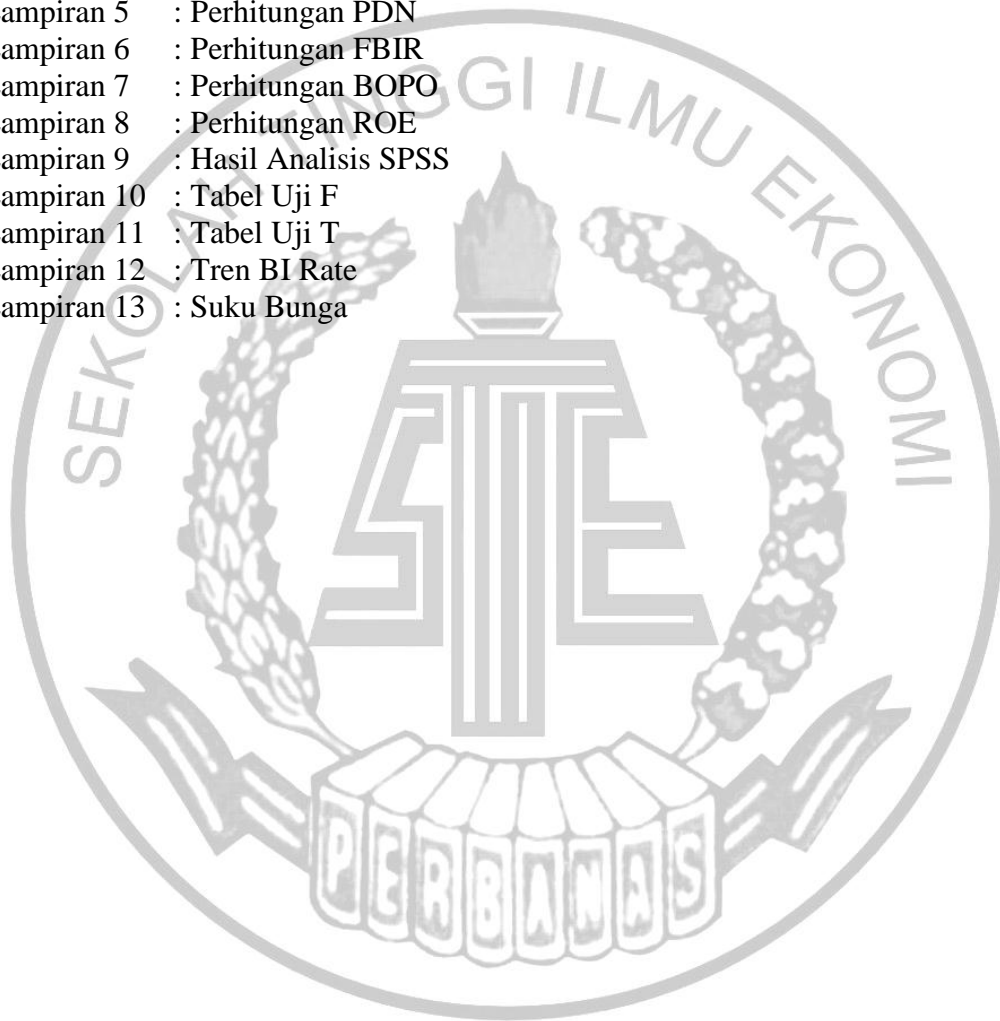 ampiran 5 : Perhitungan PDN
ampiran 6 : Perhitungan FBIR
ampiran 7 : Perhitungan BOPO
ampiran 8 : Perhitungan ROE
ampiran 9 : Hasil Analisis SPSS
ampiran 10 : Tabel Uji F
ampiran 11 : Tabel Uji T
ampiran 12 : Tren BI Rate
ampiran 13 : Suku Bunga
SEKOLAH TINGGI ILMU EKONOMI
STIE
PERBANAS